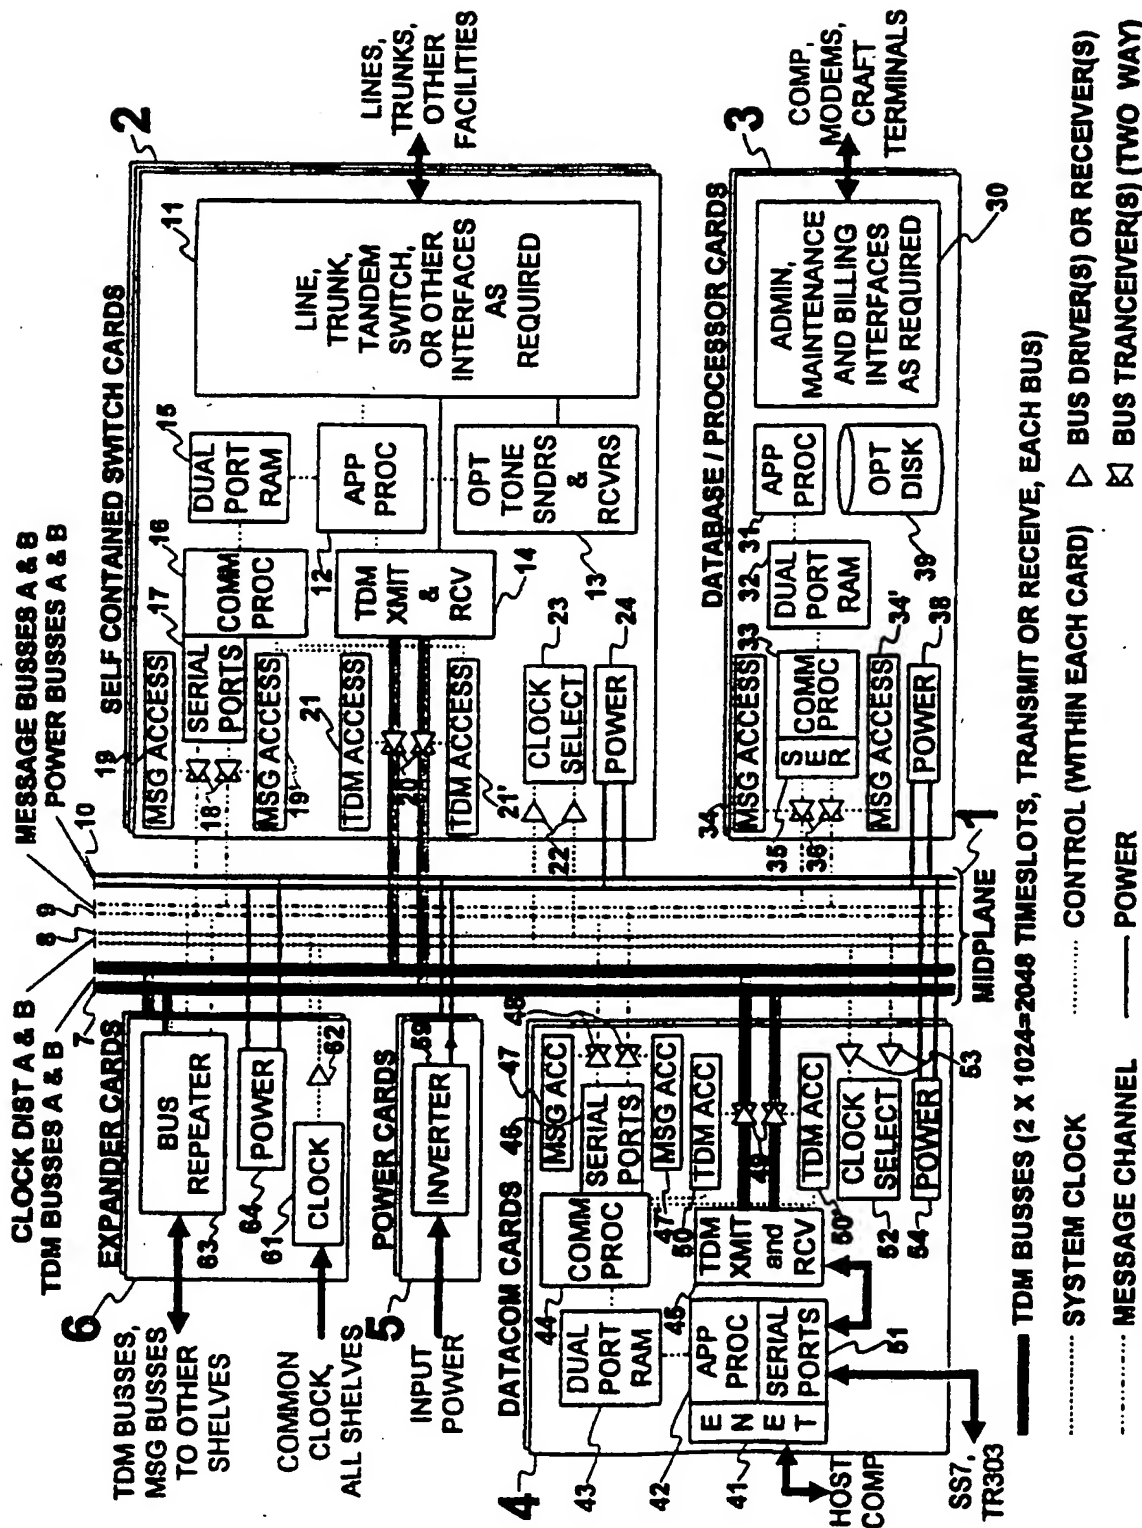 CLOCK DIST A & B
TDM BUSSES A & B
MESSAGE BUSSES A & B
POWER BUSSES A & B
7
8
9
10
EXPANDER CARDS
6
BUS
REPEATER
63
POWER
64
CLOCK
61
62
TDM BUSSES,
MSG BUSSES
TO OTHER
SHELVES
COMMON
CLOCK,
ALL SHELVES
POWER CARDS
5
INVERTER
59
INPUT
POWER
DATACOM CARDS
4
DUAL
PORT
RAM
43
COMM
PROC
44
SERIAL
PORTS
46
MSG ACC
47
48
MSG ACC
47'
TDM ACC
50
TDM
XMIT
and
RCV
45
49
TDM ACC
50'
APP
PROC
42
SERIAL
PORTS
51
E
N
E
T
41
CLOCK
SELECT
52
53
POWER
54
HOST
COMP
SS7,
TR303
SELF CONTAINED SWTCH CARDS
2
MSG ACCESS
19
SERIAL
PORTS
17
18
COMM
PROC
16
DUAL
PORT
RAM
15
MSG ACCESS
19'
TDM ACCESS
21
20
TDM ACCESS
21'
TDM
XMIT
&
RCV
14
APP
PROC
12
OPT
TONE
SNDRS
&
RCVRS
13
LINE,
TRUNK,
TANDEM
SWITCH,
OR OTHER
INTERFACES
AS
REQUIRED
11
CLOCK
SELECT
23
22
POWER
24
LINES,
TRUNKS,
OTHER
FACILITIES
DATABASE / PROCESSOR CARDS
3
MSG ACCESS
34
S
E
R
35
36
COMM
PROC
33
DUAL
PORT
RAM
32
APP
PROC
31
OPT
DISK
39
MSG ACCESS
34'
POWER
38
ADMIN,
MAINTENANCE
AND BILLING
INTERFACES
AS REQUIRED
30
COMP,
MODEMS,
CRAFT
TERMINALS
MIDPLANE
1
TDM BUSSES (2 X 1024=2048 TIMESLOTS, TRANSMIT OR RECEIVE, EACH BUS)
SYSTEM CLOCK
CONTROL (WITHIN EACH CARD)
BUS DRIVER(S) OR RECEIVER(S)
MESSAGE CHANNEL
POWER
BUS TRANCEIVER(S) (TWO WAY)